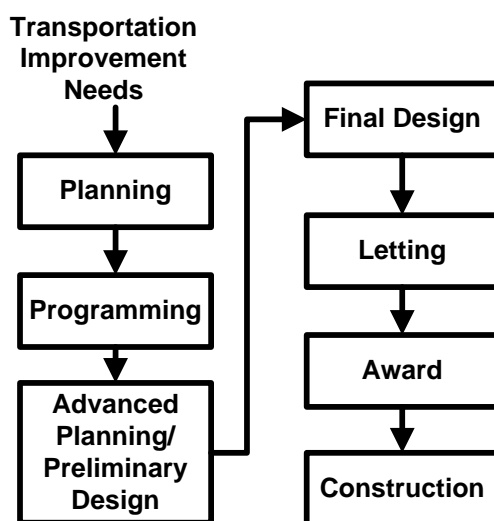 Transportation
Improvement
Needs
Planning
Programming
Advanced
Planning/
Preliminary
Design
Final Design
Letting
Award
Construction